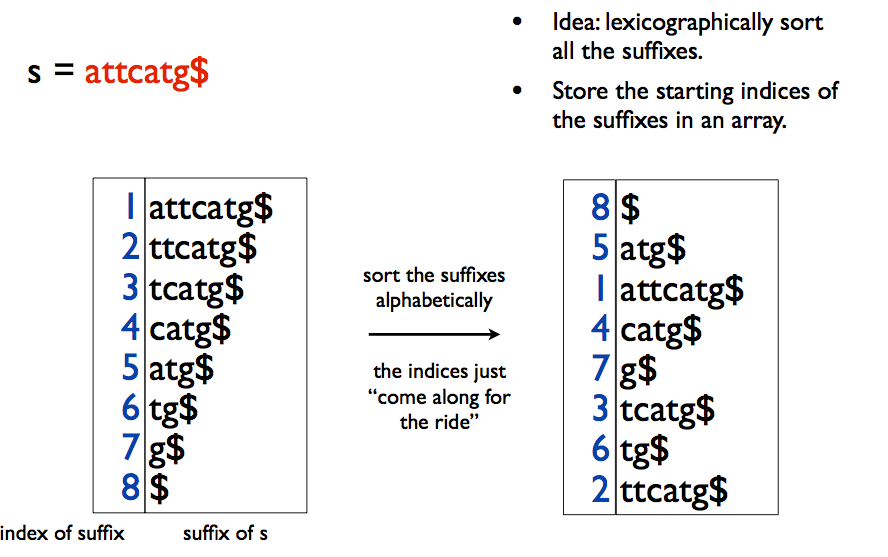 s = attcatg$
• Idea: lexicographically sort
all the suffixes.
• Store the starting indices of
the suffixes in an array.
1 attcatg$
2 ttcatg$
3 tcatg$
4 catg$
5 atg$
6 tg$
7 g$
8 $
index of suffix
suffix of s
sort the suffixes
alphabetically
the indices just
“come along for
the ride”
8 $
5 atg$
1 attcatg$
4 catg$
7 g$
3 tcatg$
6 tg$
2 ttcatg$